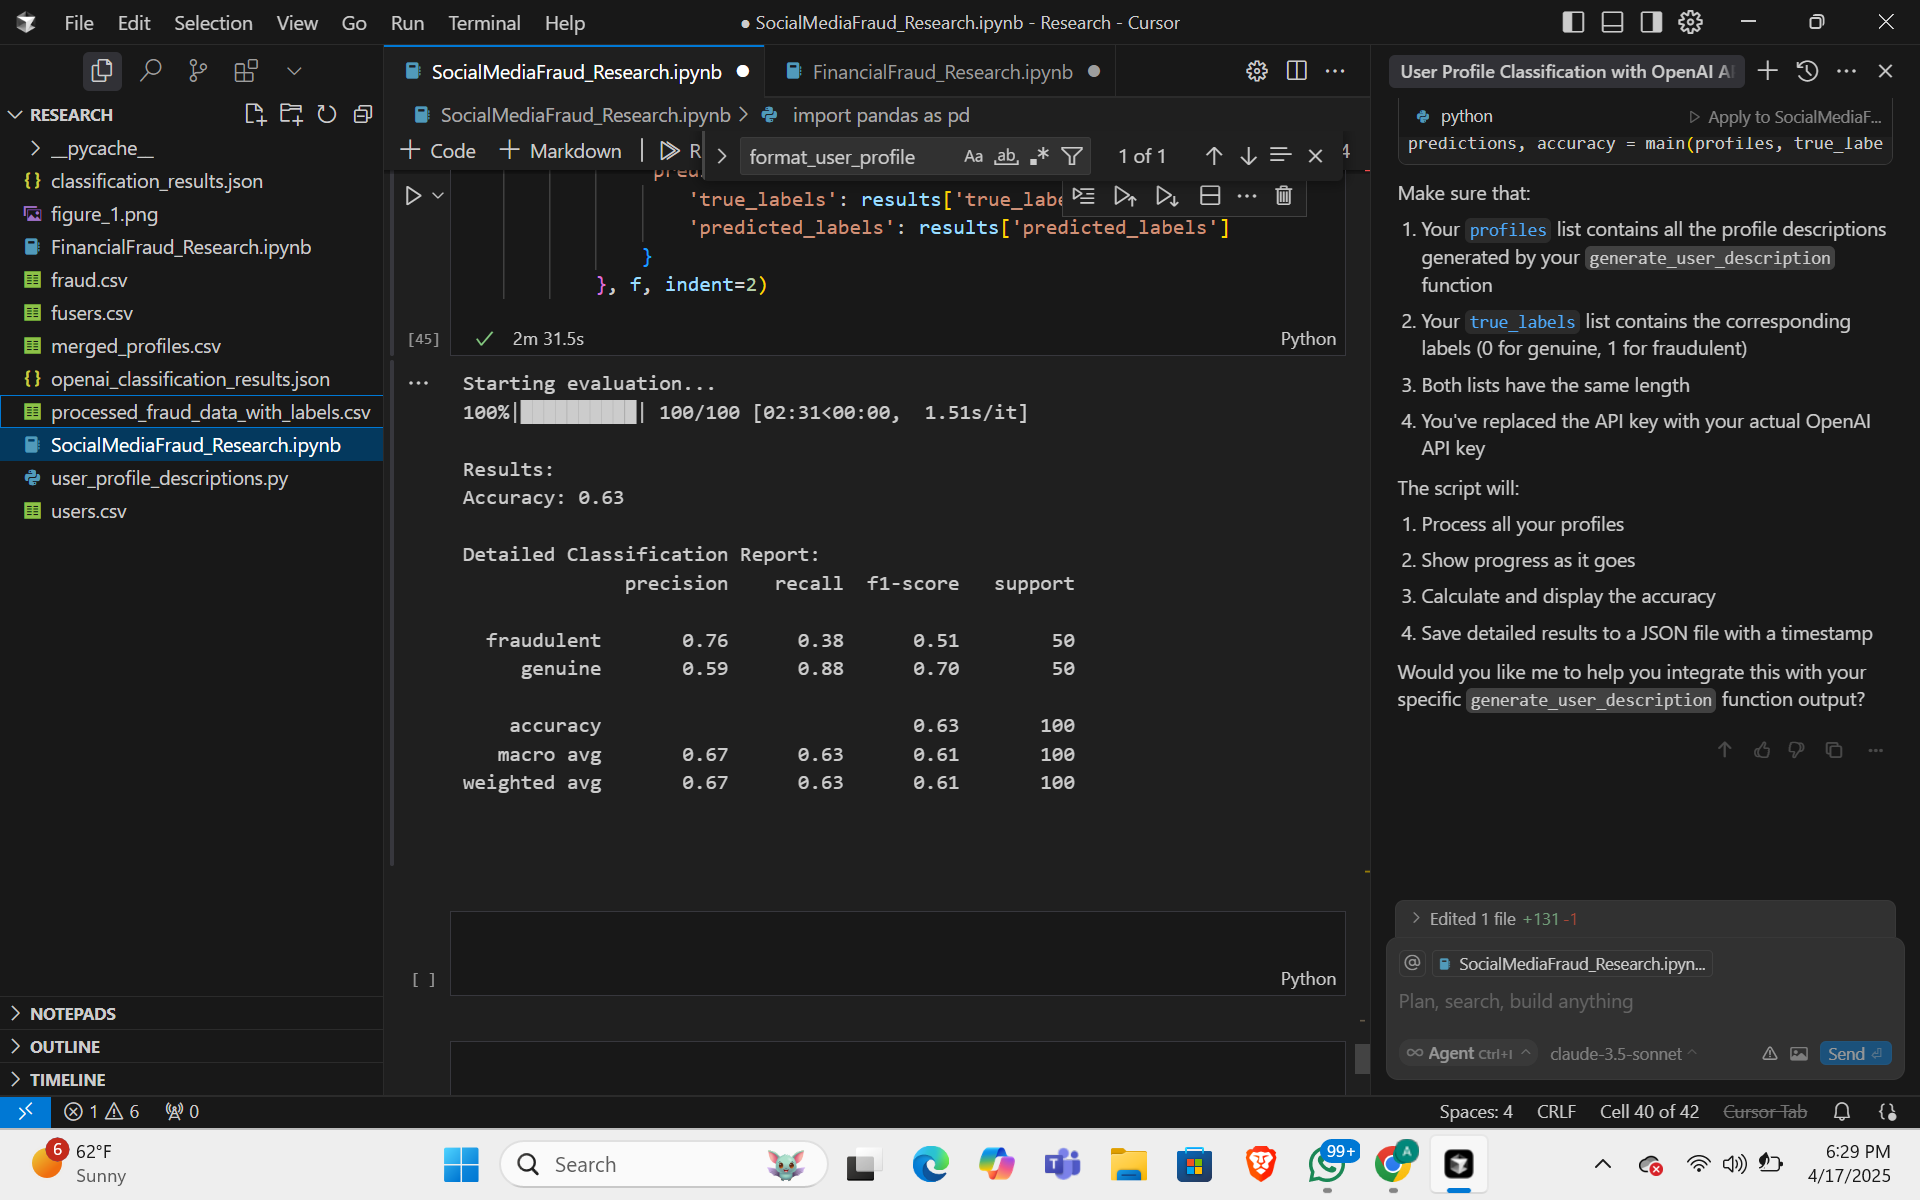 File Edit Selection View Go Run Terminal Help
● SocialMediaFraud_Research.ipynb - Research - Cursor
RESEARCH
__pycache__
classification_results.json
figure_1.png
FinancialFraud_Research.ipynb
fraud.csv
fusers.csv
merged_profiles.csv
openai_classification_results.json
processed_fraud_data_with_labels.csv
SocialMediaFraud_Research.ipynb
user_profile_descriptions.py
users.csv
NOTEPADS
OUTLINE
TIMELINE
SocialMediaFraud_Research.ipynb ●
FinancialFraud_Research.ipynb ●
SocialMediaFraud_Research.ipynb > import pandas as pd
+ Code + Markdown
format_user_profile
Aa ab .* 1 of 1
'true_labels': results['true_labe
'predicted_labels': results['predicted_labels']
}
}, f, indent=2)
[45] ✓ 2m 31.5s Python
Starting evaluation...
100%|██████████| 100/100 [02:31<00:00, 1.51s/it]
Results:
Accuracy: 0.63
Detailed Classification Report:
precision recall f1-score support
fraudulent 0.76 0.38 0.51 50
genuine 0.59 0.88 0.70 50
accuracy 0.63 100
macro avg 0.67 0.63 0.61 100
weighted avg 0.67 0.63 0.61 100
[ ] Python
User Profile Classification with OpenAI A
python
Apply to SocialMediaF...
predictions, accuracy = main(profiles, true_labe
Make sure that:
1. Your profiles list contains all the profile descriptions
generated by your generate_user_description
function
2. Your true_labels list contains the corresponding
labels (0 for genuine, 1 for fraudulent)
3. Both lists have the same length
4. You've replaced the API key with your actual OpenAI
API key
The script will:
1. Process all your profiles
2. Show progress as it goes
3. Calculate and display the accuracy
4. Save detailed results to a JSON file with a timestamp
Would you like me to help you integrate this with your
specific generate_user_description function output?
Edited 1 file +131 -1
@ SocialMediaFraud_Research.ipyn...
Plan, search, build anything
∞ Agent Ctrl+I claude-3.5-sonnet Send
1 6 0
Spaces: 4 CRLF Cell 40 of 42 Cursor Tab
6
62°F
Sunny
Search
99+
A
6:29 PM
4/17/2025